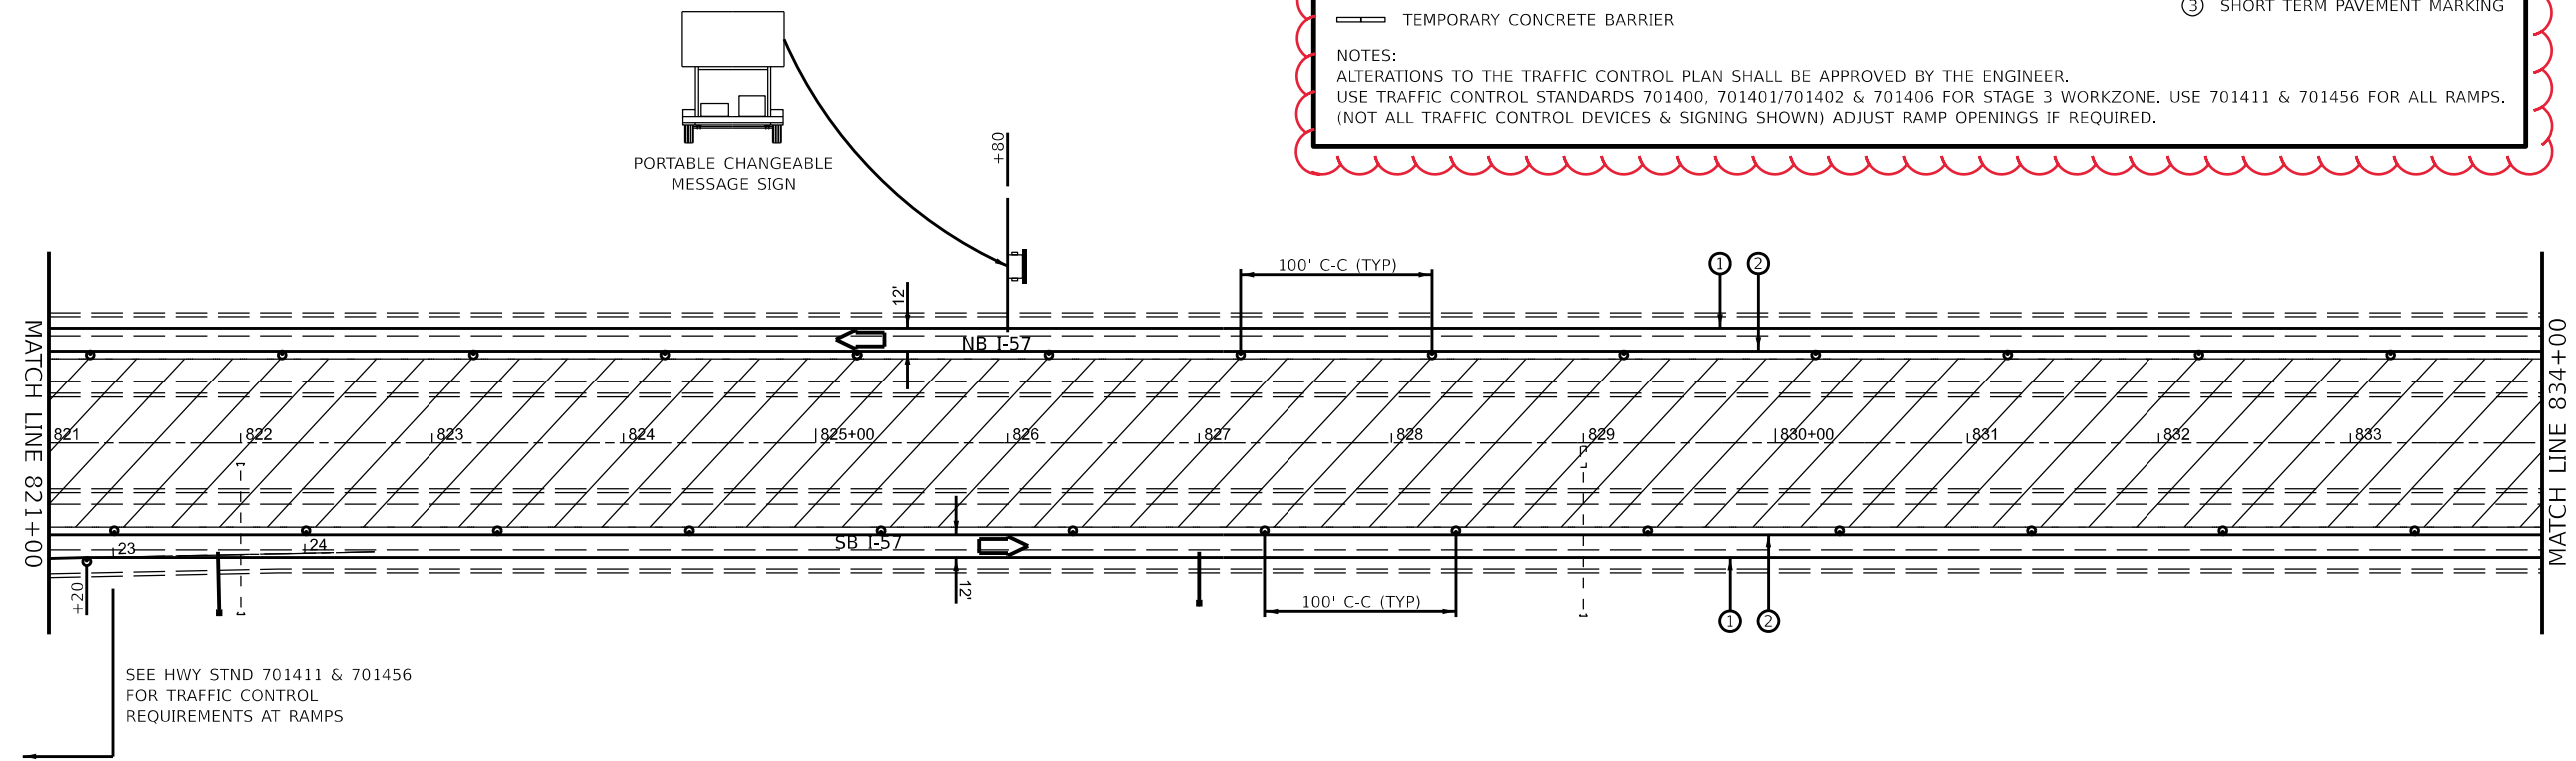 ③ SHORT TERM PAVEMENT MARKING
TEMPORARY CONCRETE BARRIER
NOTES:
ALTERATIONS TO THE TRAFFIC CONTROL PLAN SHALL BE APPROVED BY THE ENGINEER.
USE TRAFFIC CONTROL STANDARDS 701400, 701401/701402 & 701406 FOR STAGE 3 WORKZONE. USE 701411 & 701456 FOR ALL RAMPS.
(NOT ALL TRAFFIC CONTROL DEVICES & SIGNING SHOWN) ADJUST RAMP OPENINGS IF REQUIRED.
PORTABLE CHANGEABLE
MESSAGE SIGN
+80
100' C-C (TYP)
① ②
12'
NB I-57
MATCH LINE 821+00
MATCH LINE 834+00
821 822 823 824 825+00 826 827 828 829 830+00 831 832 833
23 24
SB I-57
+20
12'
100' C-C (TYP)
① ②
SEE HWY STND 701411 & 701456
FOR TRAFFIC CONTROL
REQUIREMENTS AT RAMPS